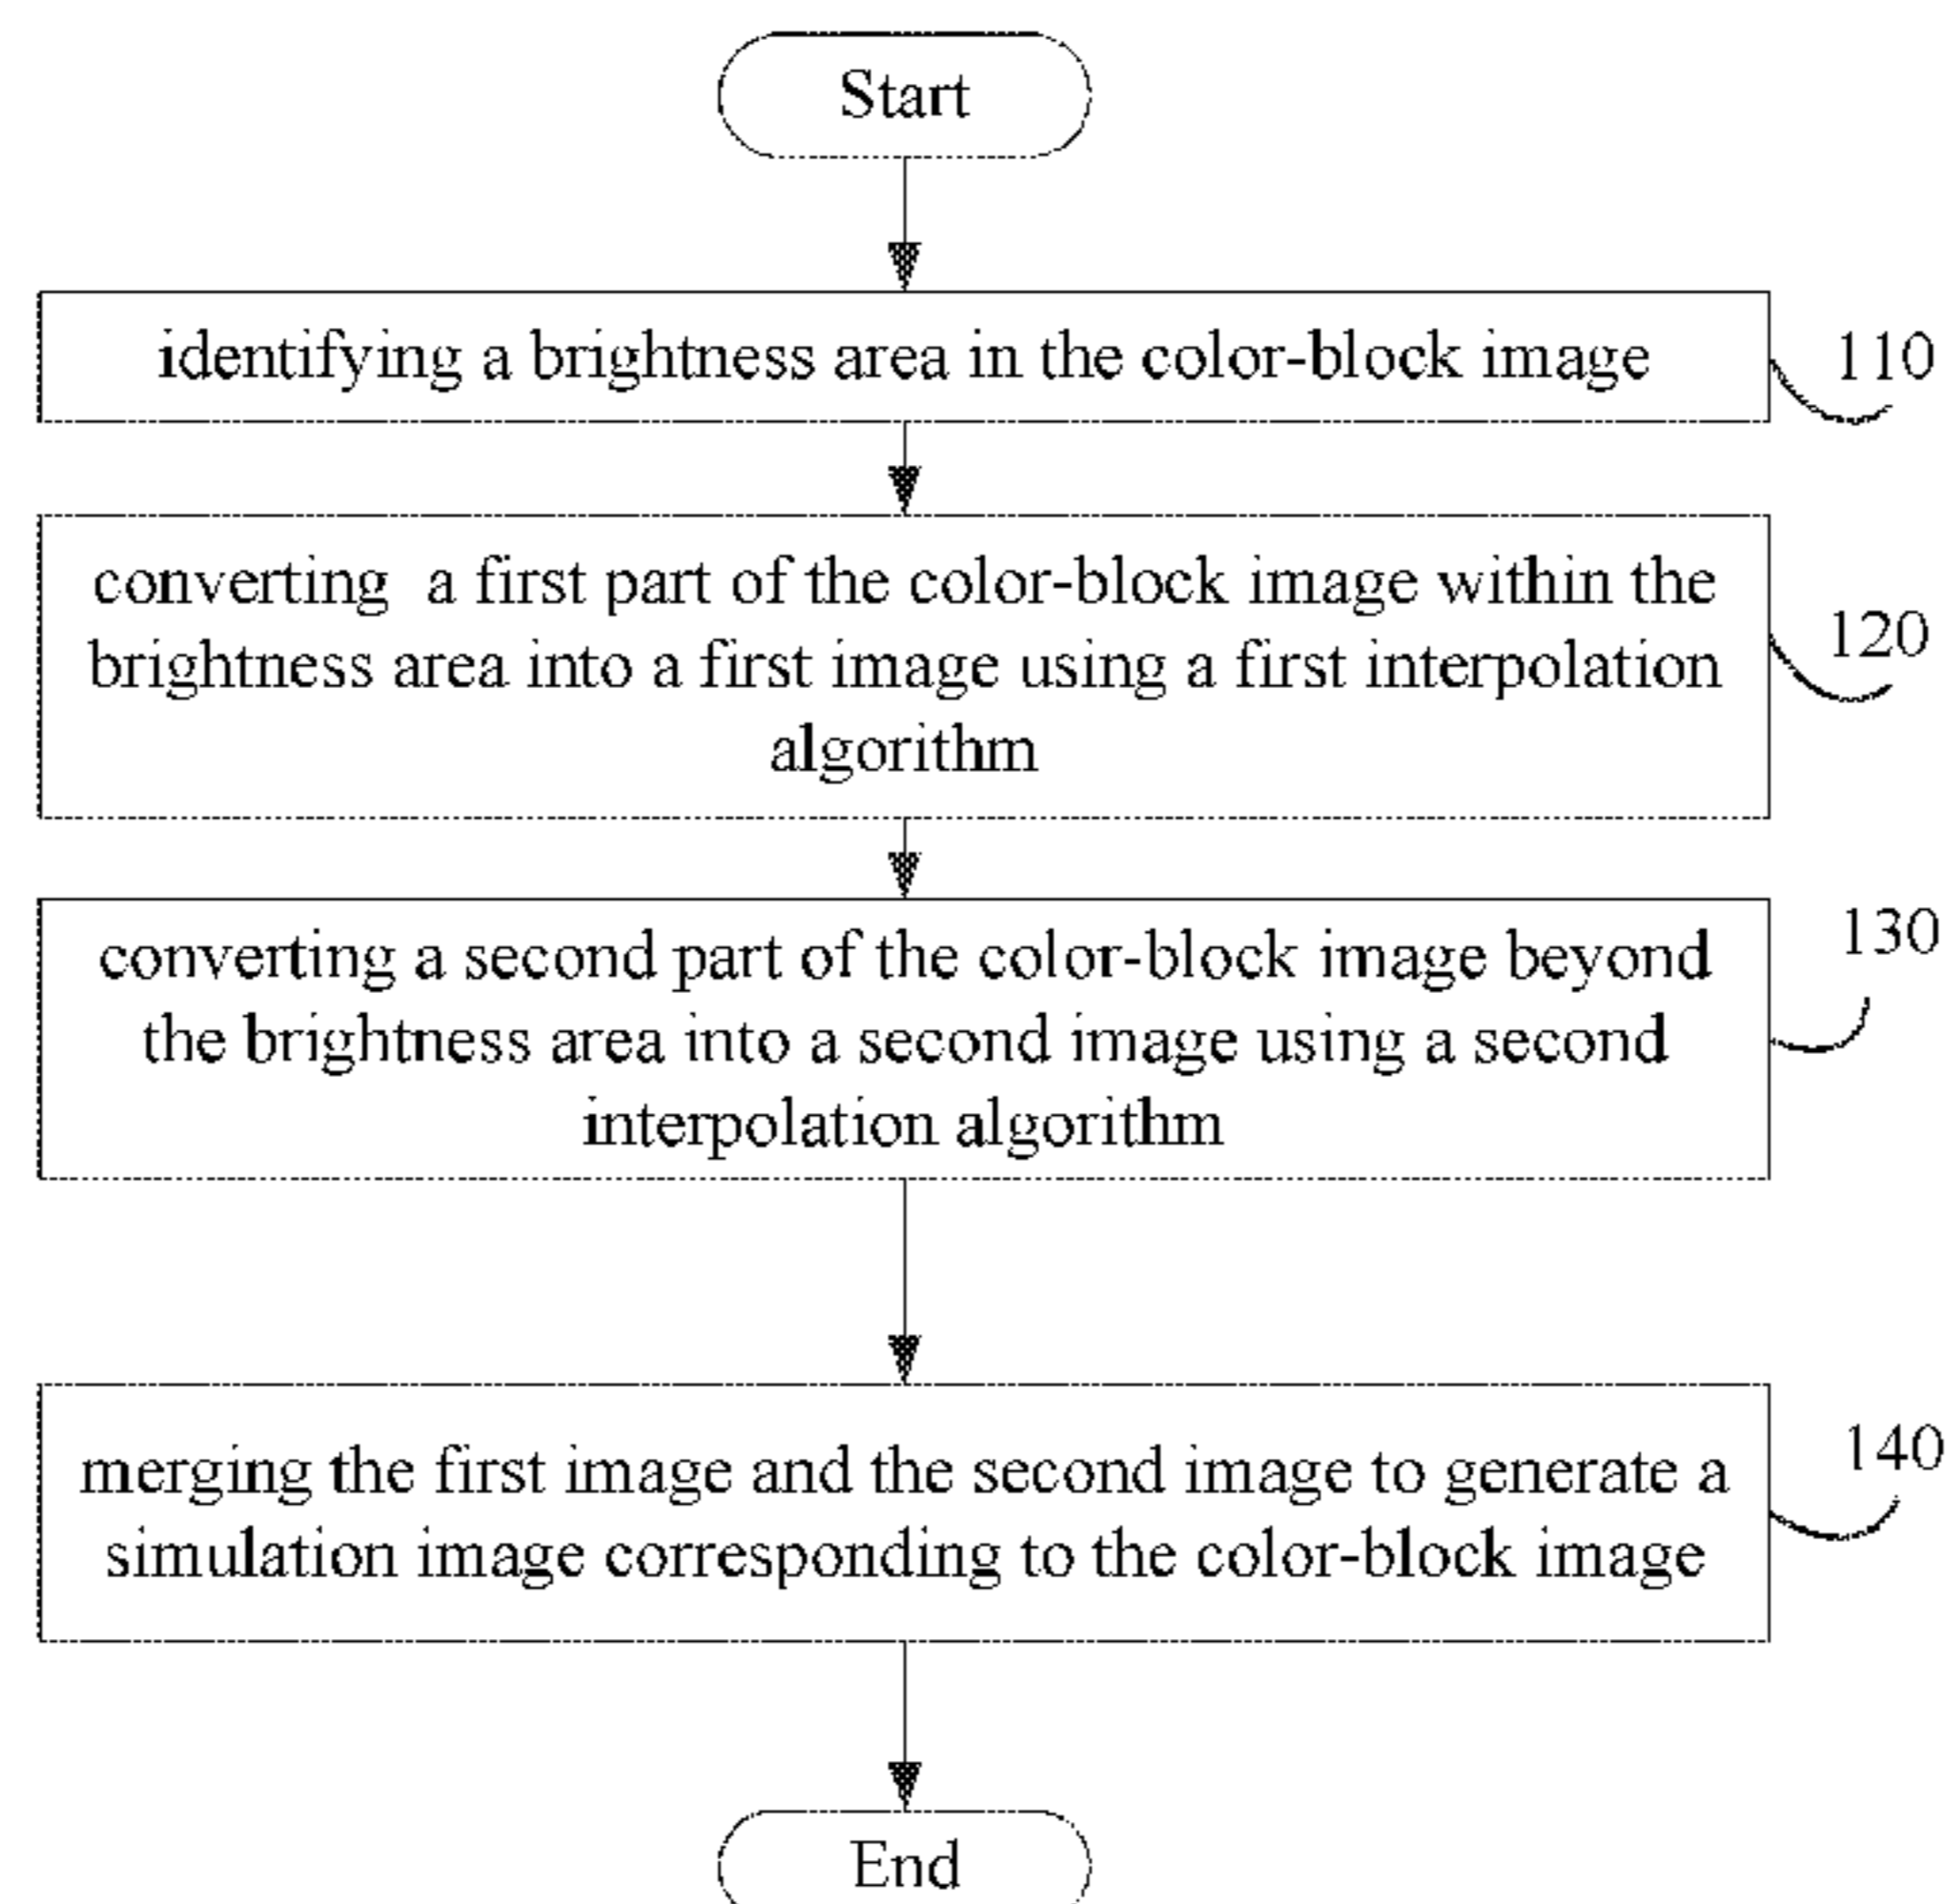 Start
identifying a brightness area in the color-block image
110
converting a first part of the color-block image within the
brightness area into a first image using a first interpolation
algorithm
120
converting a second part of the color-block image beyond
the brightness area into a second image using a second
interpolation algorithm
130
merging the first image and the second image to generate a
simulation image corresponding to the color-block image
140
End